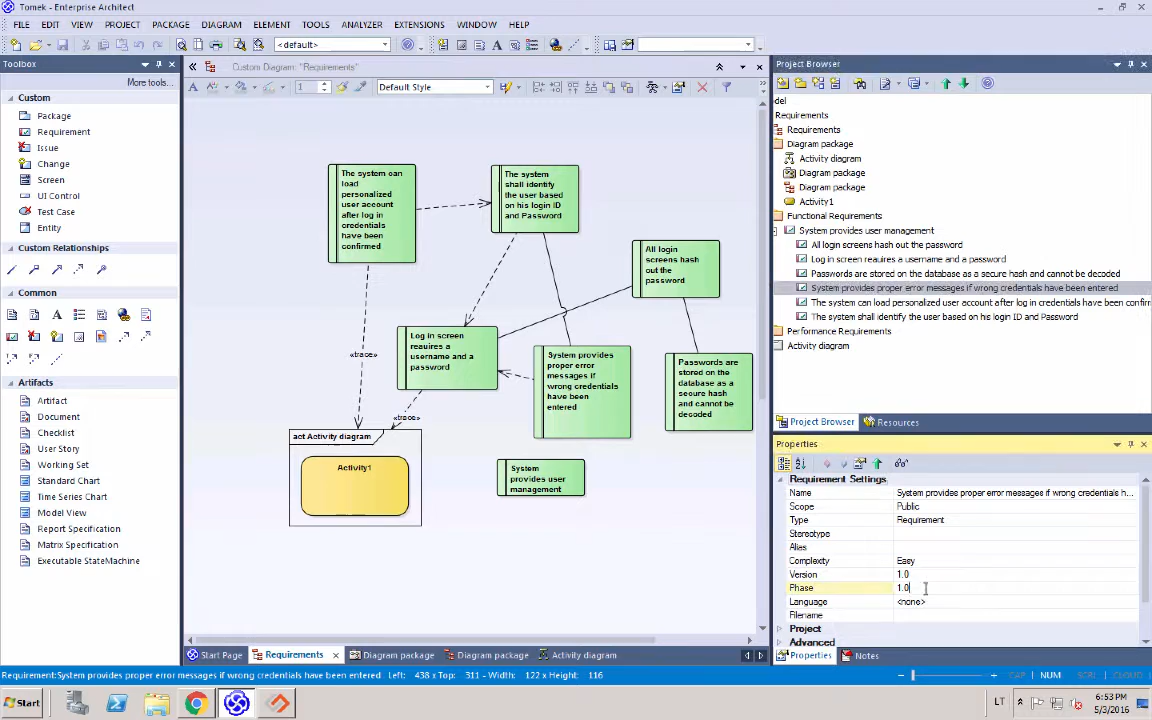 Tomek - Enterprise Architect
FILE EDIT VIEW PROJECT PACKAGE DIAGRAM ELEMENT TOOLS ANALYZER EXTENSIONS WINDOW HELP
<default>
Toolbox
More tools...
Custom
Package
Requirement
Issue
Change
Screen
UI Control
Test Case
Entity
Custom Relationships
Common
Artifacts
Artifact
Document
Checklist
User Story
Working Set
Standard Chart
Time Series Chart
Model View
Report Specification
Matrix Specification
Executable StateMachine
Custom Diagram: "Requirements"
1
Default Style
The system can
load
personalized
user account
after log in
credentials
have been
confirmed
The system
shall identify
the user based
on his login ID
and Password
All login
screens hash
out the
password
Log in screen
reauires a
username and a
password
System provides
proper error
messages if
wrong credentials
have been
entered
Passwords are
stored on the
database as a
secure hash
and cannot be
decoded
«trace»
«trace»
act Activity diagram
Activity1
System
provides user
management
Project Browser
del
Requirements
Requirements
Diagram package
Activity diagram
Diagram package
Diagram package
Activity1
Functional Requirements
System provides user management
All login screens hash out the password
Log in screen reauires a username and a password
Passwords are stored on the database as a secure hash and cannot be decoded
System provides proper error messages if wrong credentials have been entered
The system can load personalized user account after log in credentials have been confirr
The system shall identify the user based on his login ID and Password
Performance Requirements
Activity diagram
Project Browser Resources
Properties
Requirement Settings
Name System provides proper error messages if wrong credentials h...
Scope Public
Type Requirement
Stereotype
Alias
Complexity Easy
Version 1.0
Phase 1.0
Language <none>
Filename
Project
Advanced
Properties Notes
Start Page Requirements Diagram package Diagram package Activity diagram
Requirement:System provides proper error messages if wrong credentials have been entered Left: 438 x Top: 311 - Width: 122 x Height: 116
CAP NUM SCRL CLOUD
Start
LT
6:53 PM
5/3/2016